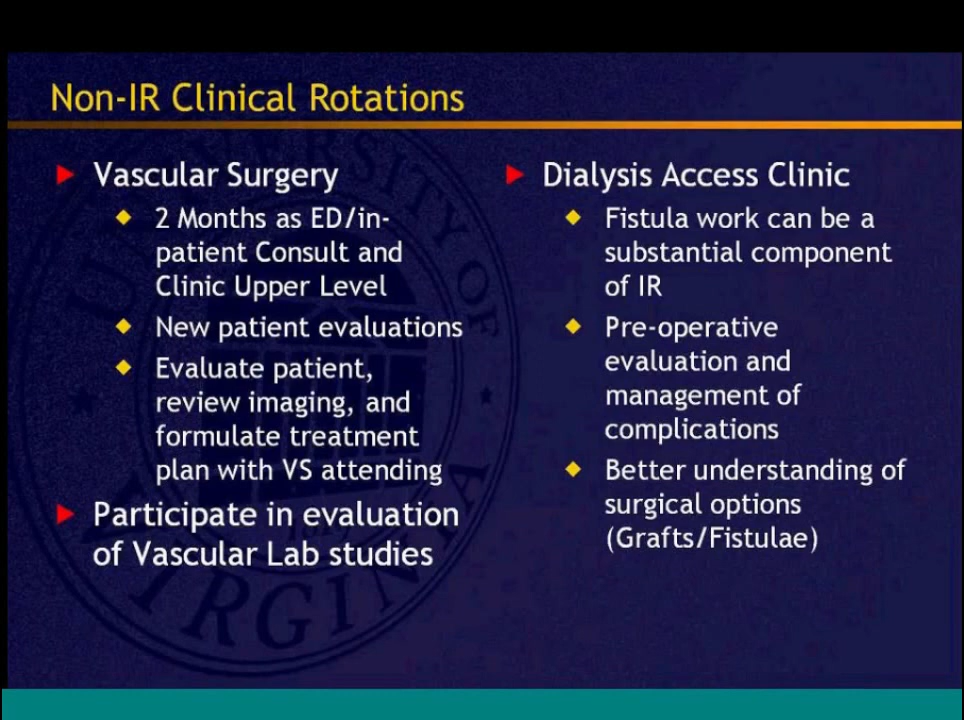 Non-IR Clinical Rotations
Vascular Surgery
2 Months as ED/in-
patient Consult and
Clinic Upper Level
New patient evaluations
Evaluate patient,
review imaging, and
formulate treatment
plan with VS attending
Participate in evaluation
of Vascular Lab studies
Dialysis Access Clinic
Fistula work can be a
substantial component
of IR
Pre-operative
evaluation and
management of
complications
Better understanding of
surgical options
(Grafts/Fistulae)
UNIVERSITY OF
VIRGINIA